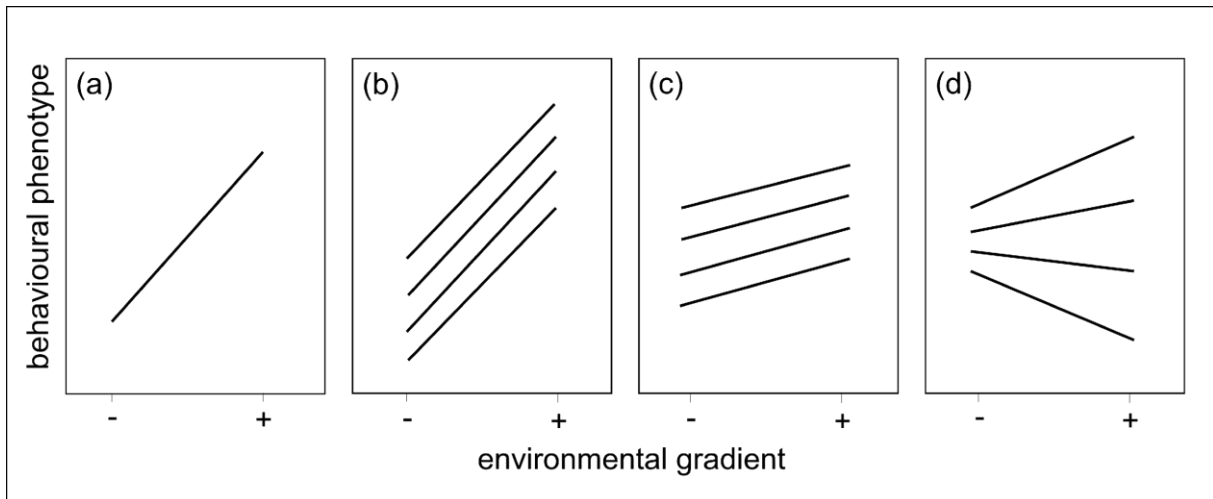 behavioural phenotype
(a)
(b)
(c)
(d)
- + - + - + - +
environmental gradient